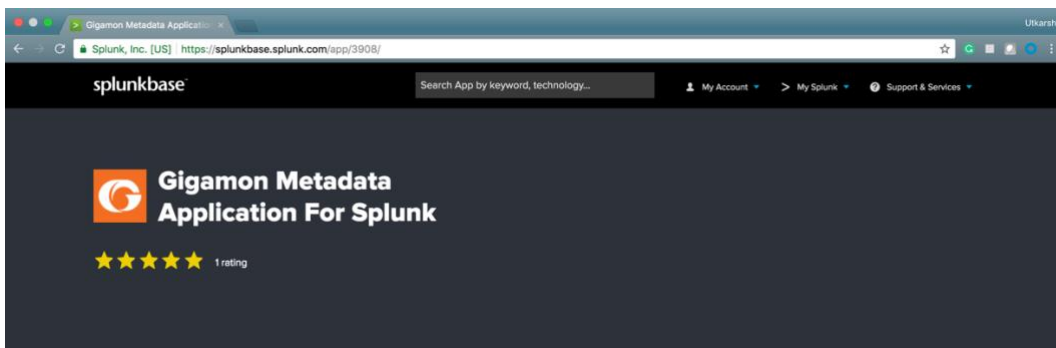 Gigamon Metadata Applicatio
Utkarsh
Splunk, Inc. [US] https://splunkbase.splunk.com/app/3908/
splunkbase
Search App by keyword, technology...
My Account
> My Splunk
Support & Services
Gigamon Metadata
Application For Splunk
1 rating